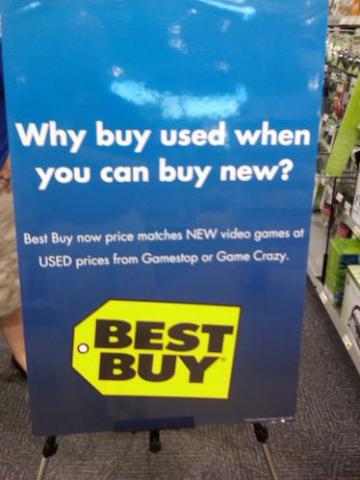 Why buy used when
you can buy new?
Best Buy now price matches NEW video games at
USED prices from Gamestop or Game Crazy.
BEST
BUY